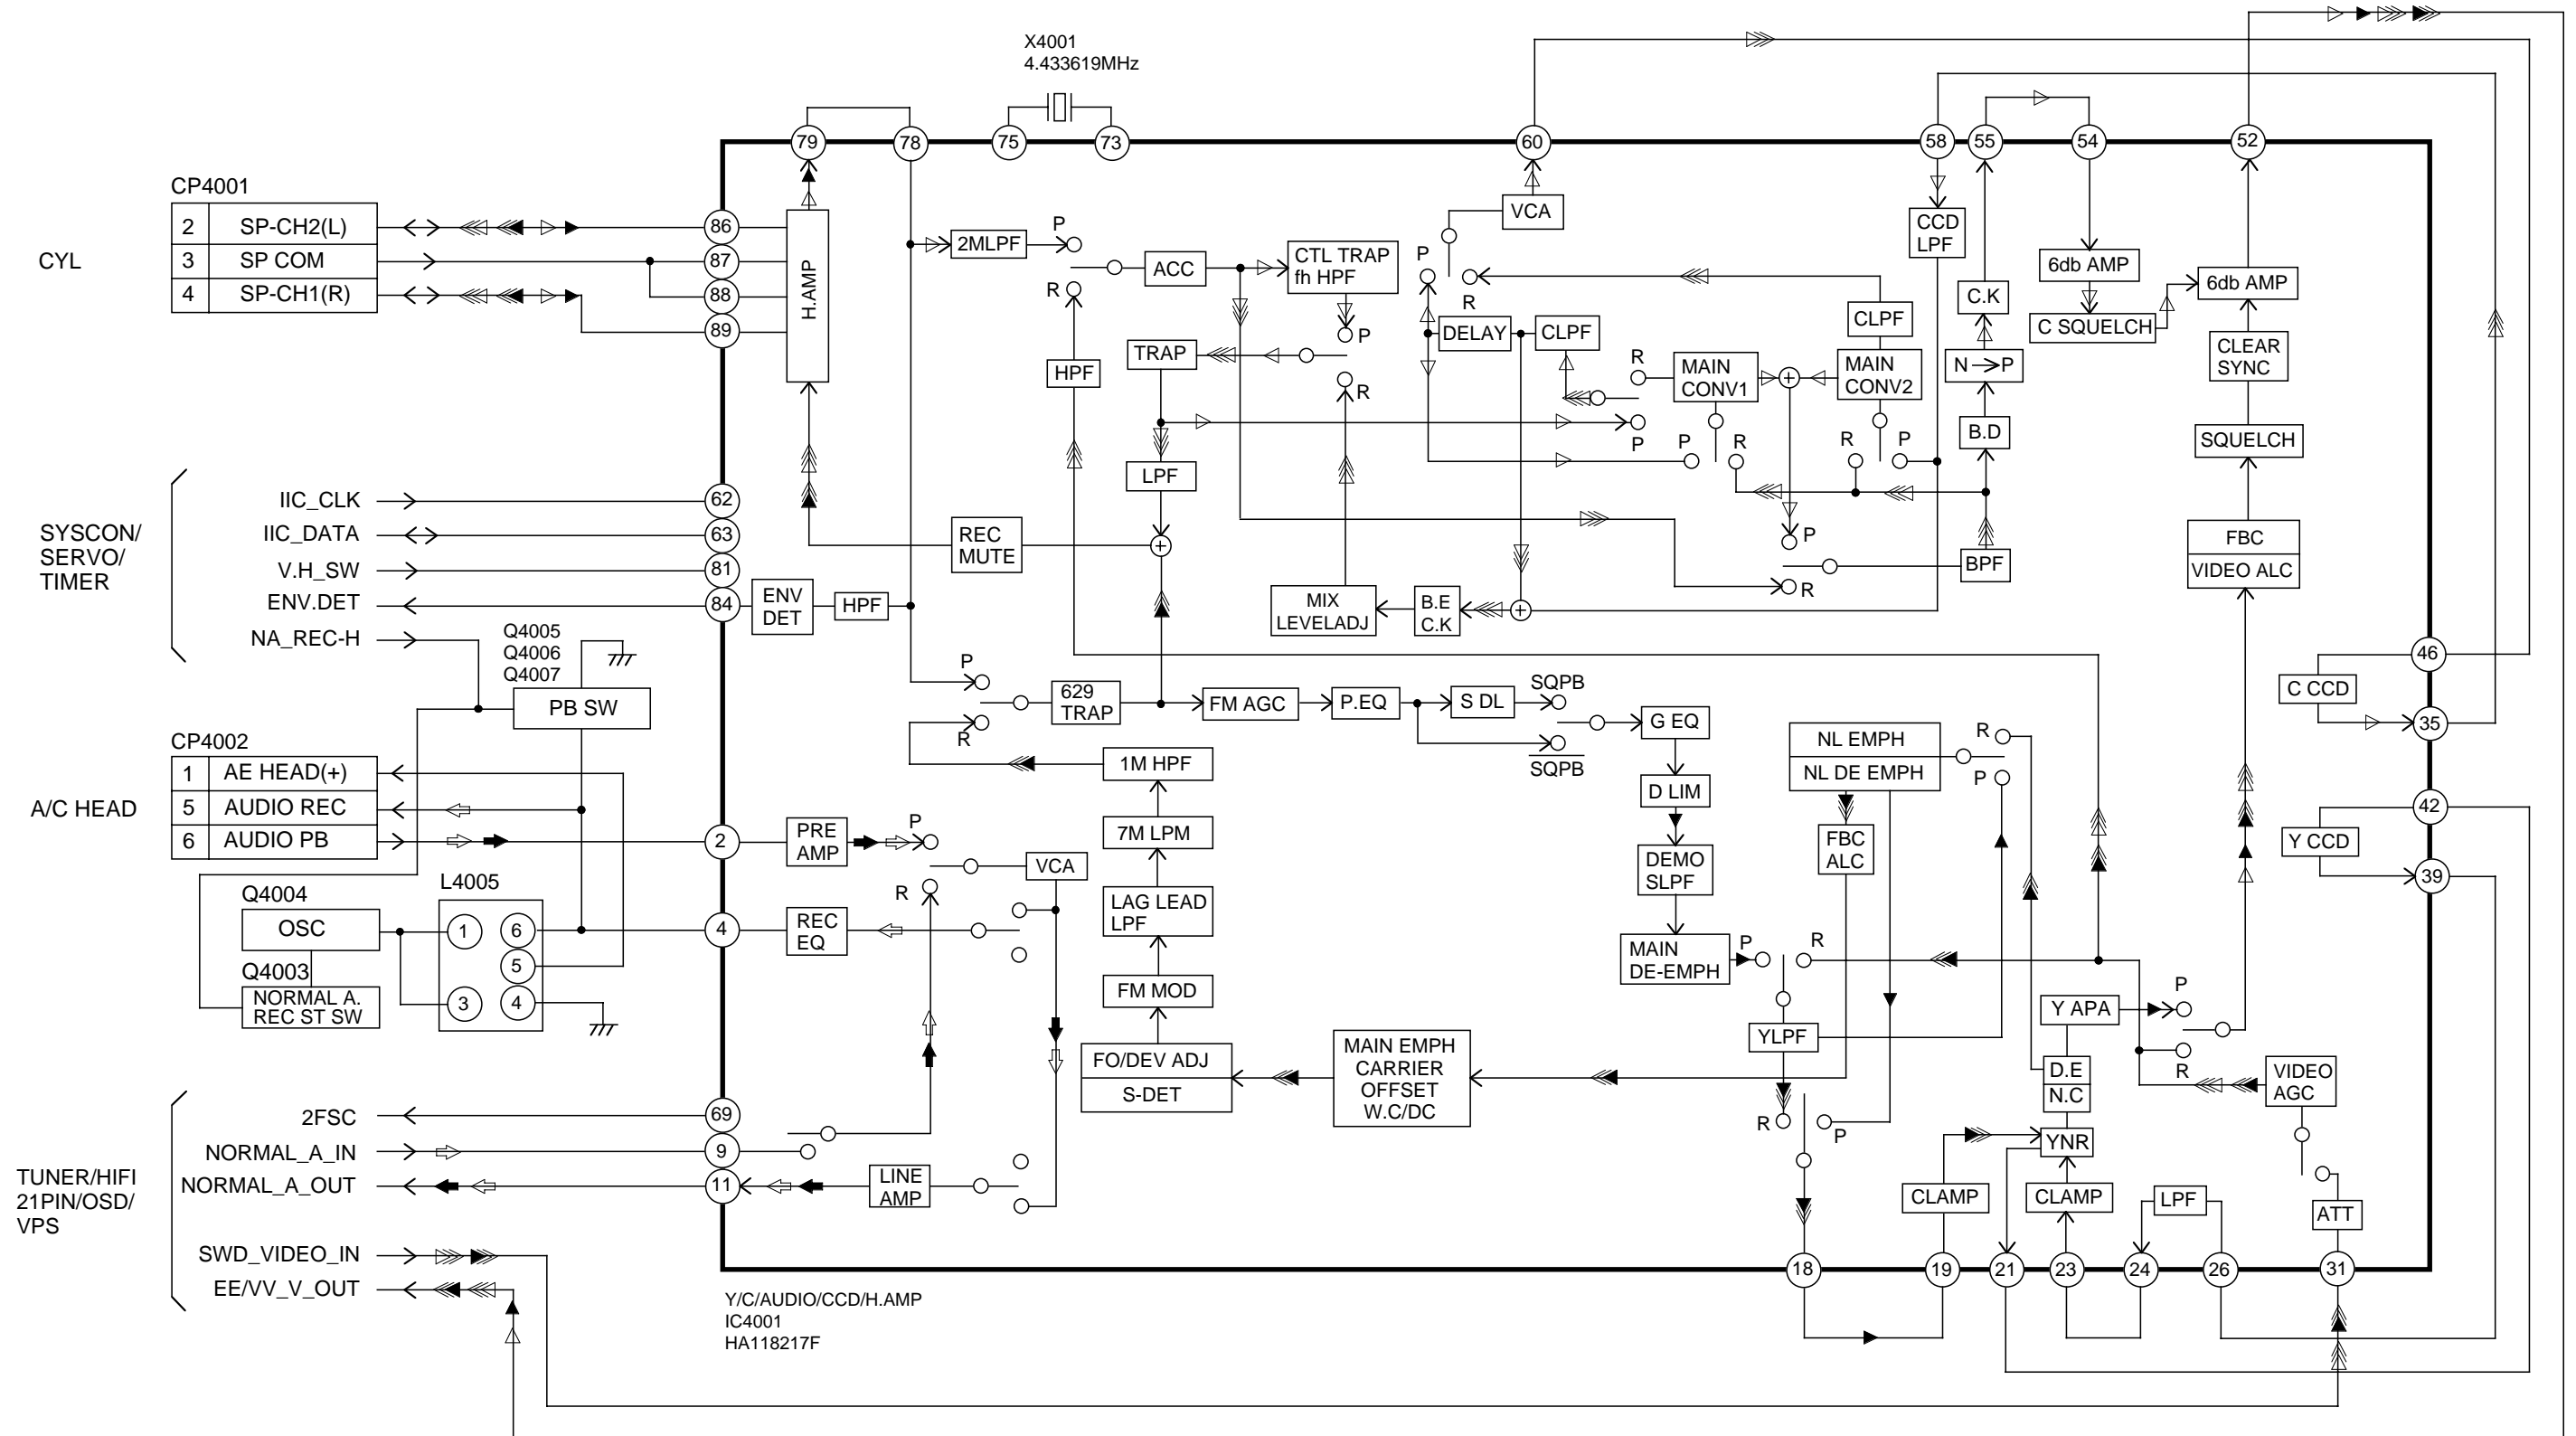 X4001
4.433619MHz
79
78
75
73
60
58
55
54
52
CP4001
2 SP-CH2(L)
3 SP COM
4 SP-CH1(R)
CYL
86
87
88
89
H.AMP
2MLPF
P
R
ACC
CTL TRAP
fh HPF
P
R
TRAP
HPF
LPF
VCA
P
R
DELAY
CLPF
R
P
MAIN
CONV1
CLPF
MAIN
CONV2
P
R
R
P
CCD
LPF
C.K
N P
B.D
BPF
6db AMP
C SQUELCH
6db AMP
CLEAR
SYNC
SQUELCH
FBC
VIDEO ALC
P
R
SYSCON/
SERVO/
TIMER
IIC_CLK
IIC_DATA
V.H_SW
ENV.DET
NA_REC-H
62
63
81
84
REC
MUTE
ENV
DET
HPF
MIX
LEVELADJ
B.E
C.K
Q4005
Q4006
Q4007
PB SW
46
C CCD
35
42
Y CCD
39
P
R
629
TRAP
FM AGC
P.EQ
S DL
SQPB
SQPB
G EQ
D LIM
DEMO
SLPF
MAIN
DE-EMPH
NL EMPH
NL DE EMPH
R
P
FBC
ALC
CP4002
1 AE HEAD(+)
5 AUDIO REC
6 AUDIO PB
A/C HEAD
2
4
PRE
AMP
P
R
VCA
REC
EQ
1M HPF
7M LPM
LAG LEAD
LPF
FM MOD
FO/DEV ADJ
S-DET
MAIN EMPH
CARRIER
OFFSET
W.C/DC
Q4004
OSC
Q4003
NORMAL A.
REC ST SW
L4005
1
6
5
3
4
P
R
YLPF
R
P
Y APA
P
R
D.E
N.C
YNR
VIDEO
AGC
CLAMP
CLAMP
LPF
ATT
TUNER/HIFI
21PIN/OSD/
VPS
2FSC
NORMAL_A_IN
NORMAL_A_OUT
SWD_VIDEO_IN
EE/VV_V_OUT
69
9
11
LINE
AMP
18
19
21
23
24
26
31
Y/C/AUDIO/CCD/H.AMP
IC4001
HA118217F